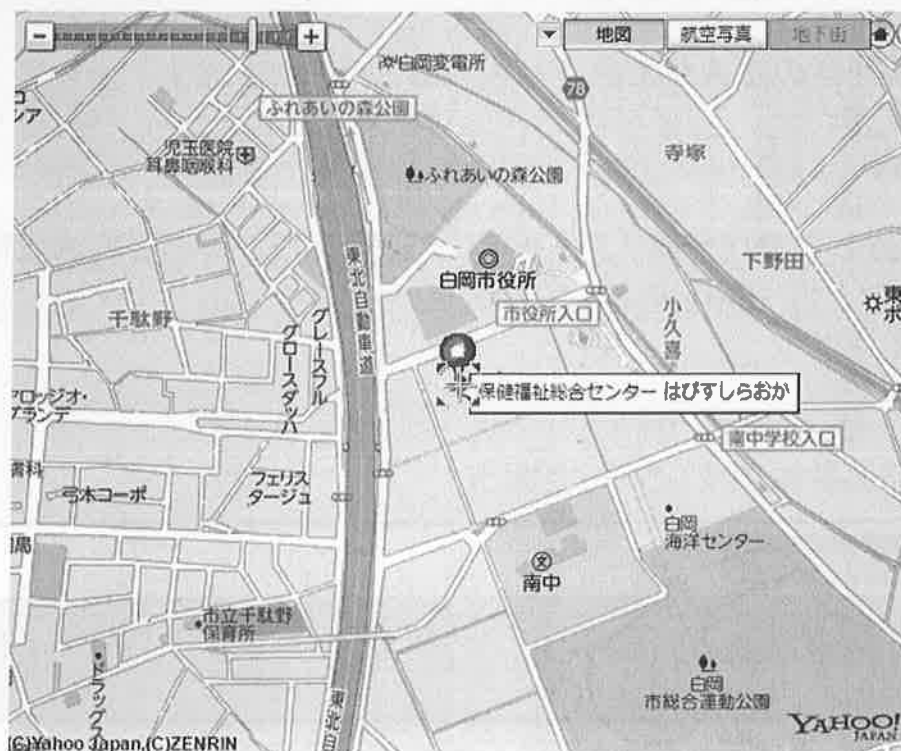 地図
航空写真
地下街
78
白岡変電所
ふれあいの森公園
児玉医院
耳鼻咽喉科
ふれあいの森公園
寺塚
白岡市役所
下野田
市役所入口
小久喜
千駄野
東北自動車道
グレースフル
グロースダッハ
保健福祉総合センター はぴすしらおか
南中学校入口
フェリス
タージュ
弓木コーポ
白岡
海洋センター
南中
市立千駄野
保育所
ドラッグス
白岡
市総合運動公園
東北自
YAHOO!
JAPAN
(C)Yahoo Japan,(C)ZENRIN